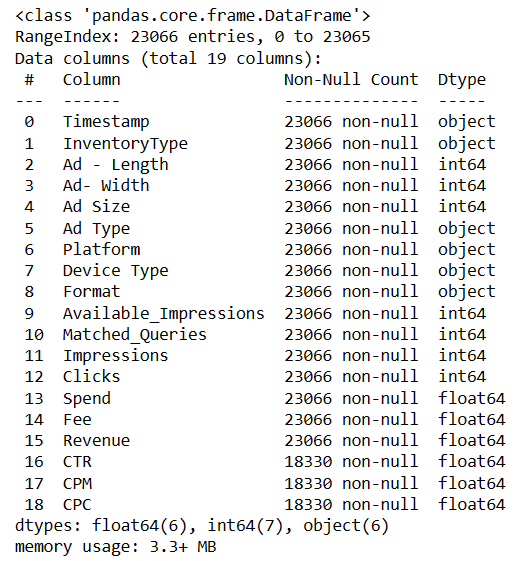 <class 'pandas.core.frame.DataFrame'>
RangeIndex: 23066 entries, 0 to 23065
Data columns (total 19 columns):
 #   Column                 Non-Null Count  Dtype
---  ------                 --------------  -----
 0   Timestamp              23066 non-null  object
 1   InventoryType          23066 non-null  object
 2   Ad - Length            23066 non-null  int64
 3   Ad- Width              23066 non-null  int64
 4   Ad Size                23066 non-null  int64
 5   Ad Type                23066 non-null  object
 6   Platform               23066 non-null  object
 7   Device Type            23066 non-null  object
 8   Format                 23066 non-null  object
 9   Available_Impressions  23066 non-null  int64
 10  Matched_Queries        23066 non-null  int64
 11  Impressions            23066 non-null  int64
 12  Clicks                 23066 non-null  int64
 13  Spend                  23066 non-null  float64
 14  Fee                    23066 non-null  float64
 15  Revenue                23066 non-null  float64
 16  CTR                    18330 non-null  float64
 17  CPM                    18330 non-null  float64
 18  CPC                    18330 non-null  float64
dtypes: float64(6), int64(7), object(6)
memory usage: 3.3+ MB